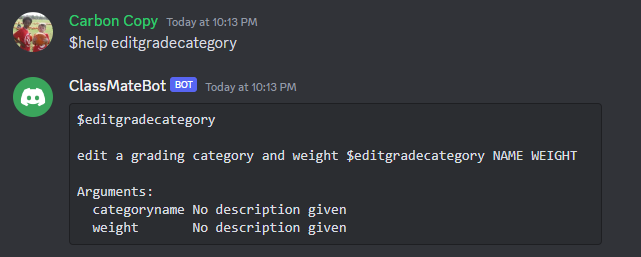 Carbon Copy Today at 10:13 PM
$help editgradecategory
ClassMateBot BOT Today at 10:13 PM
$editgradecategory
edit a grading category and weight $editgradecategory NAME WEIGHT
Arguments:
  categoryname No description given
  weight       No description given